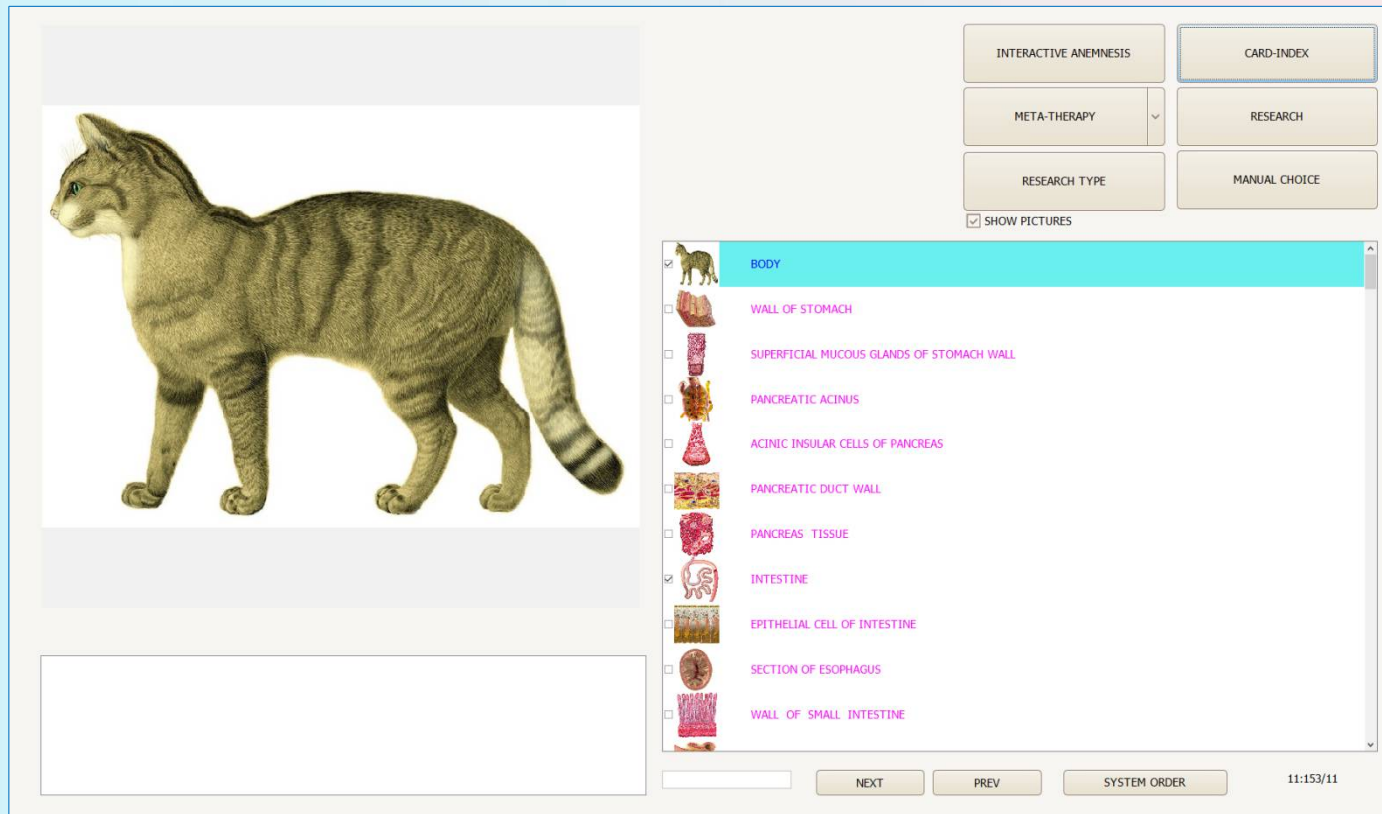 INTERACTIVE ANEMNESIS
CARD-INDEX
META-THERAPY
RESEARCH
RESEARCH TYPE
MANUAL CHOICE
SHOW PICTURES
BODY
WALL OF STOMACH
SUPERFICIAL MUCOUS GLANDS OF STOMACH WALL
PANCREATIC ACINUS
ACINIC INSULAR CELLS OF PANCREAS
PANCREATIC DUCT WALL
PANCREAS TISSUE
INTESTINE
EPITHELIAL CELL OF INTESTINE
SECTION OF ESOPHAGUS
WALL OF SMALL INTESTINE
NEXT
PREV
SYSTEM ORDER
11:153/11